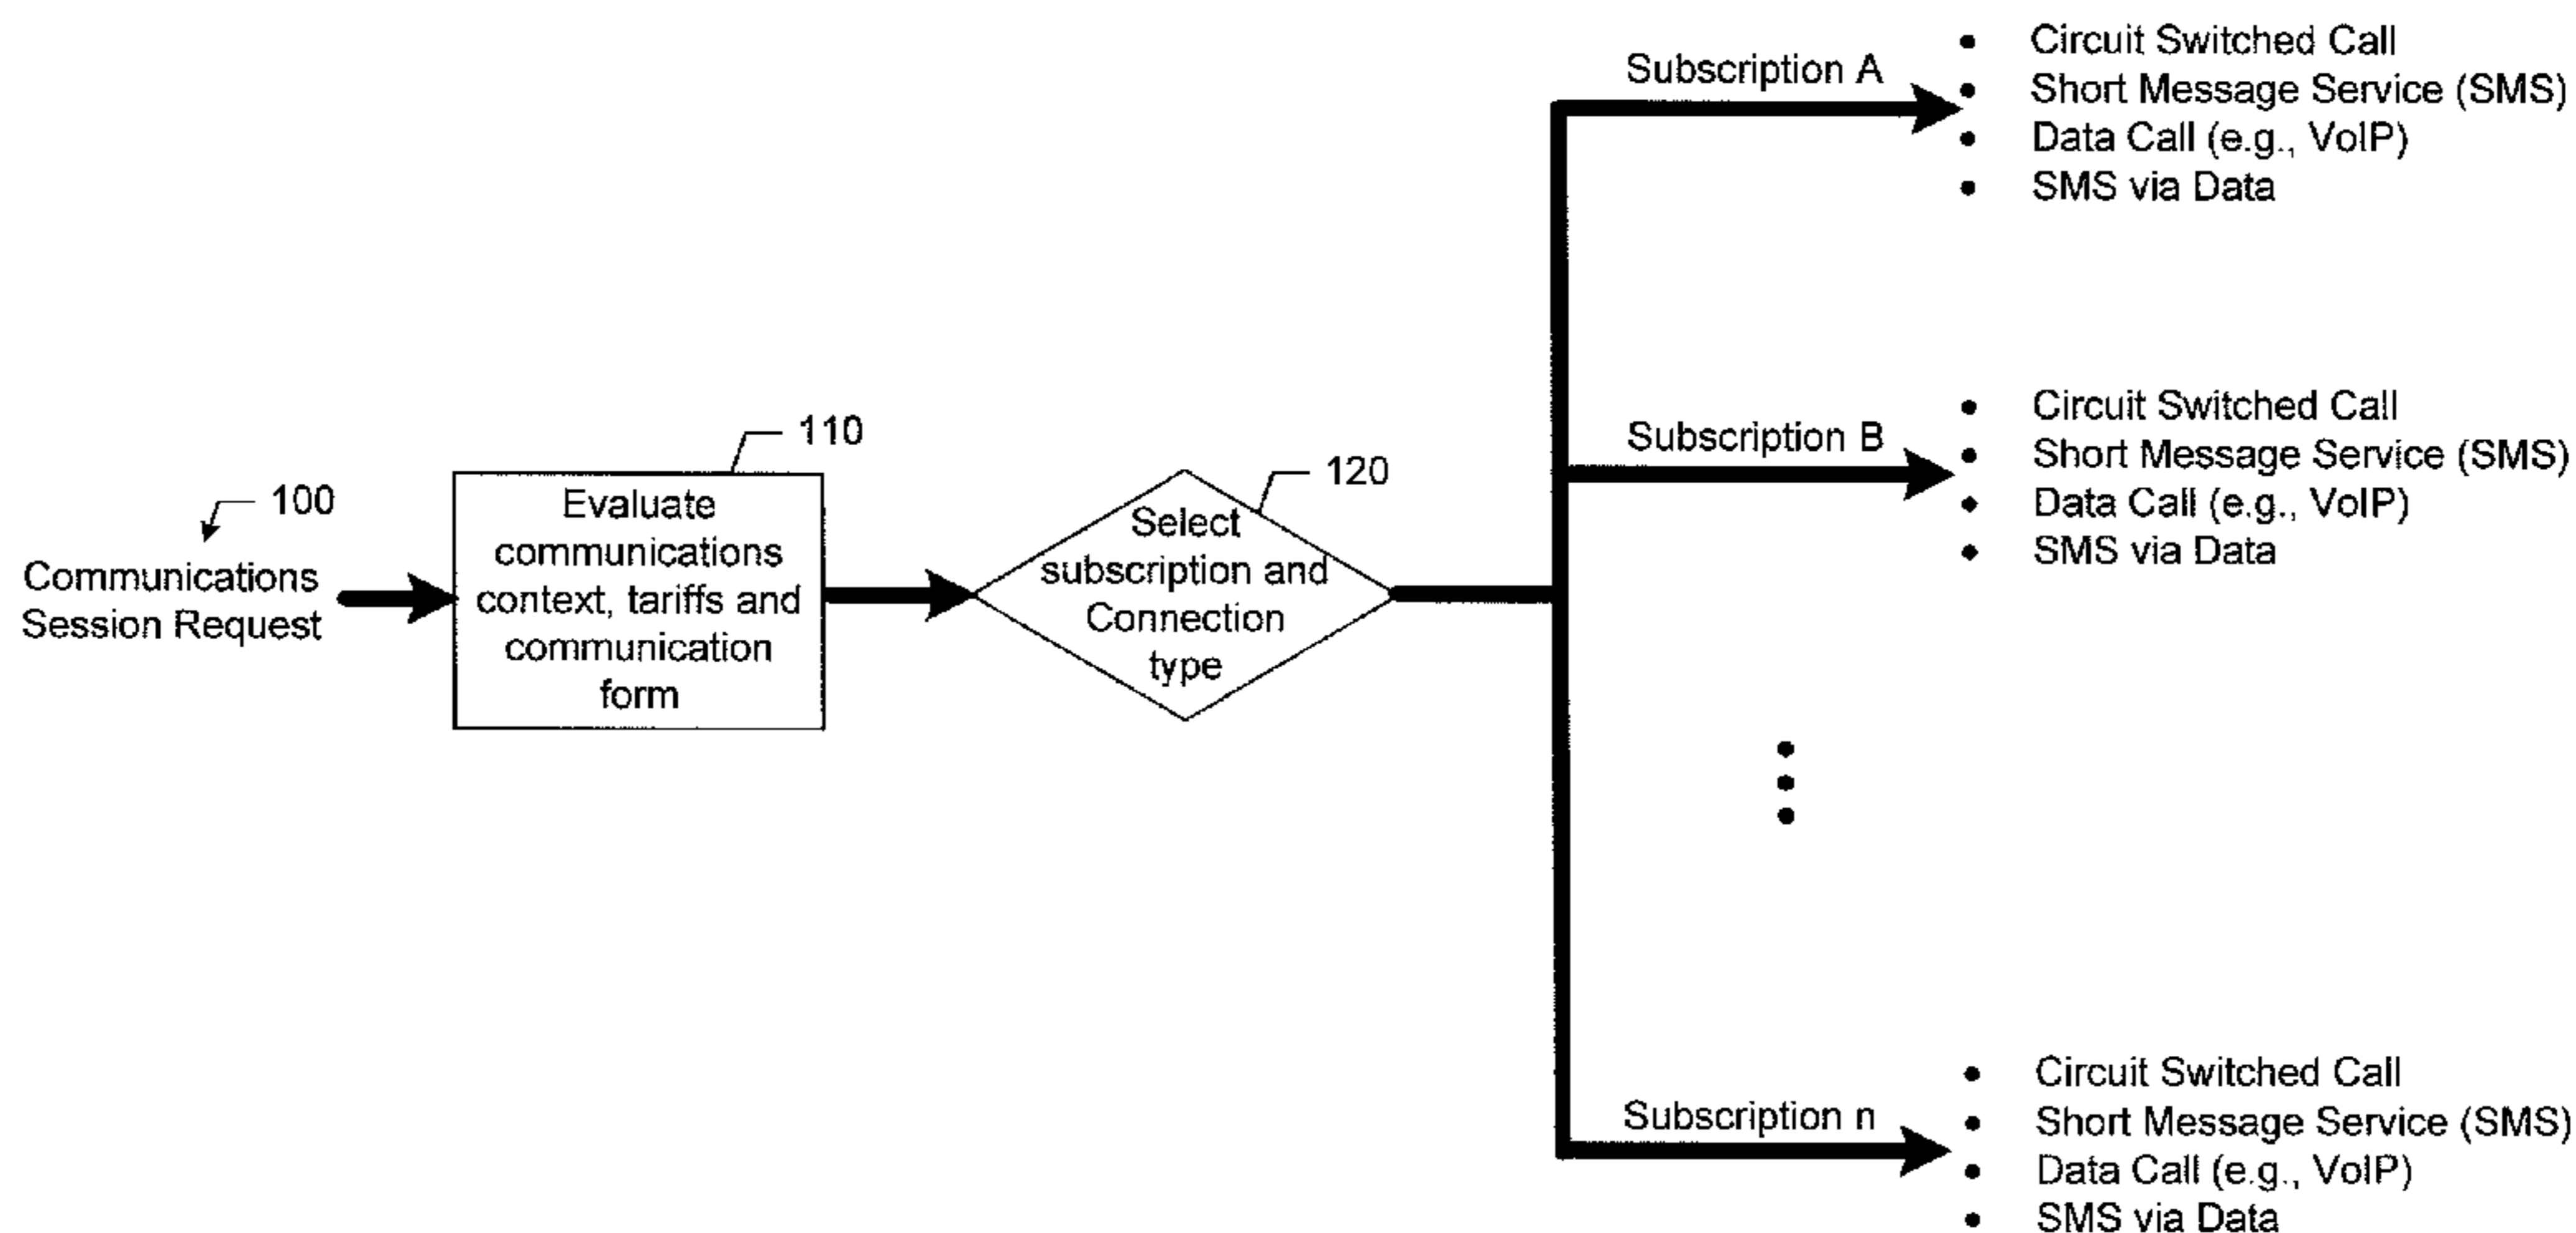 100
Communications
Session Request
110
Evaluate
communications
context, tariffs and
communication
form
120
Select
subscription and
Connection
type
Subscription A
• Circuit Switched Call
• Short Message Service (SMS)
• Data Call (e.g., VoIP)
• SMS via Data
Subscription B
• Circuit Switched Call
• Short Message Service (SMS)
• Data Call (e.g., VoIP)
• SMS via Data
Subscription n
• Circuit Switched Call
• Short Message Service (SMS)
• Data Call (e.g., VoIP)
• SMS via Data